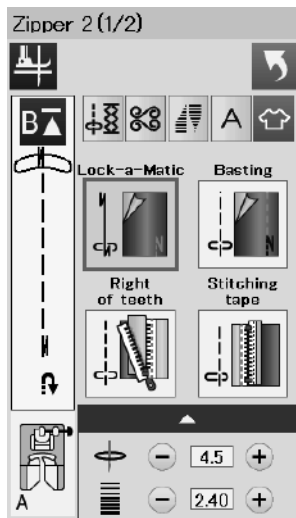 Zipper 2 (1/2)
B
A
Lock-a-Matic
Basting
N
N
Right
of teeth
Stitching
tape
A
4.5
2.40